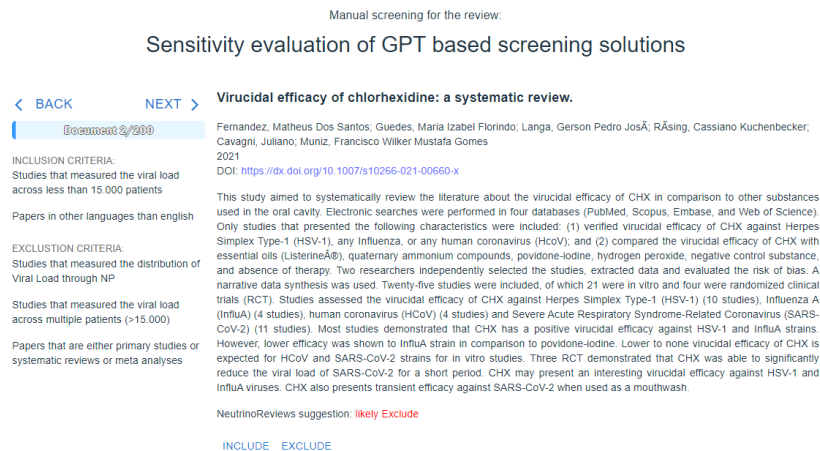 Manual screening for the review:
Sensitivity evaluation of GPT based screening solutions
BACK
NEXT
Document 2/200
INCLUSION CRITERIA:
Studies that measured the viral load
across less than 15.000 patients
Papers in other languages than english
EXCLUSTION CRITERIA:
Studies that measured the distribution of
Viral Load through NP
Studies that measured the viral load
across multiple patients (>15.000)
Papers that are either primary studies or
systematic reviews or meta analyses
Virucidal efficacy of chlorhexidine: a systematic review.
Fernandez, Matheus Dos Santos; Guedes, Maria Izabel Florindo; Langa, Gerson Pedro JosÃ; RÃsing, Cassiano Kuchenbecker;
Cavagni, Juliano; Muniz, Francisco Wilker Mustafa Gomes
2021
DOI: https://dx.doi.org/10.1007/s10266-021-00660-x
This study aimed to systematically review the literature about the virucidal efficacy of CHX in comparison to other substances
used in the oral cavity. Electronic searches were performed in four databases (PubMed, Scopus, Embase, and Web of Science).
Only studies that presented the following characteristics were included: (1) verified virucidal efficacy of CHX against Herpes
Simplex Type-1 (HSV-1), any Influenza, or any human coronavirus (HcoV); and (2) compared the virucidal efficacy of CHX with
essential oils (ListerineÂ®), quaternary ammonium compounds, povidone-iodine, hydrogen peroxide, negative control substance,
and absence of therapy. Two researchers independently selected the studies, extracted data and evaluated the risk of bias. A
narrative data synthesis was used. Twenty-five studies were included, of which 21 were in vitro and four were randomized clinical
trials (RCT). Studies assessed the virucidal efficacy of CHX against Herpes Simplex Type-1 (HSV-1) (10 studies), Influenza A
(InfluA) (4 studies), human coronavirus (HCoV) (4 studies) and Severe Acute Respiratory Syndrome-Related Coronavirus (SARS-
CoV-2) (11 studies). Most studies demonstrated that CHX has a positive virucidal efficacy against HSV-1 and InfluA strains.
However, lower efficacy was shown to InfluA strain in comparison to povidone-iodine. Lower to none virucidal efficacy of CHX is
expected for HCoV and SARS-CoV-2 strains for in vitro studies. Three RCT demonstrated that CHX was able to significantly
reduce the viral load of SARS-CoV-2 for a short period. CHX may present an interesting virucidal efficacy against HSV-1 and
InfluA viruses. CHX also presents transient efficacy against SARS-CoV-2 when used as a mouthwash.
NeutrinoReviews suggestion: likely Exclude
INCLUDE EXCLUDE